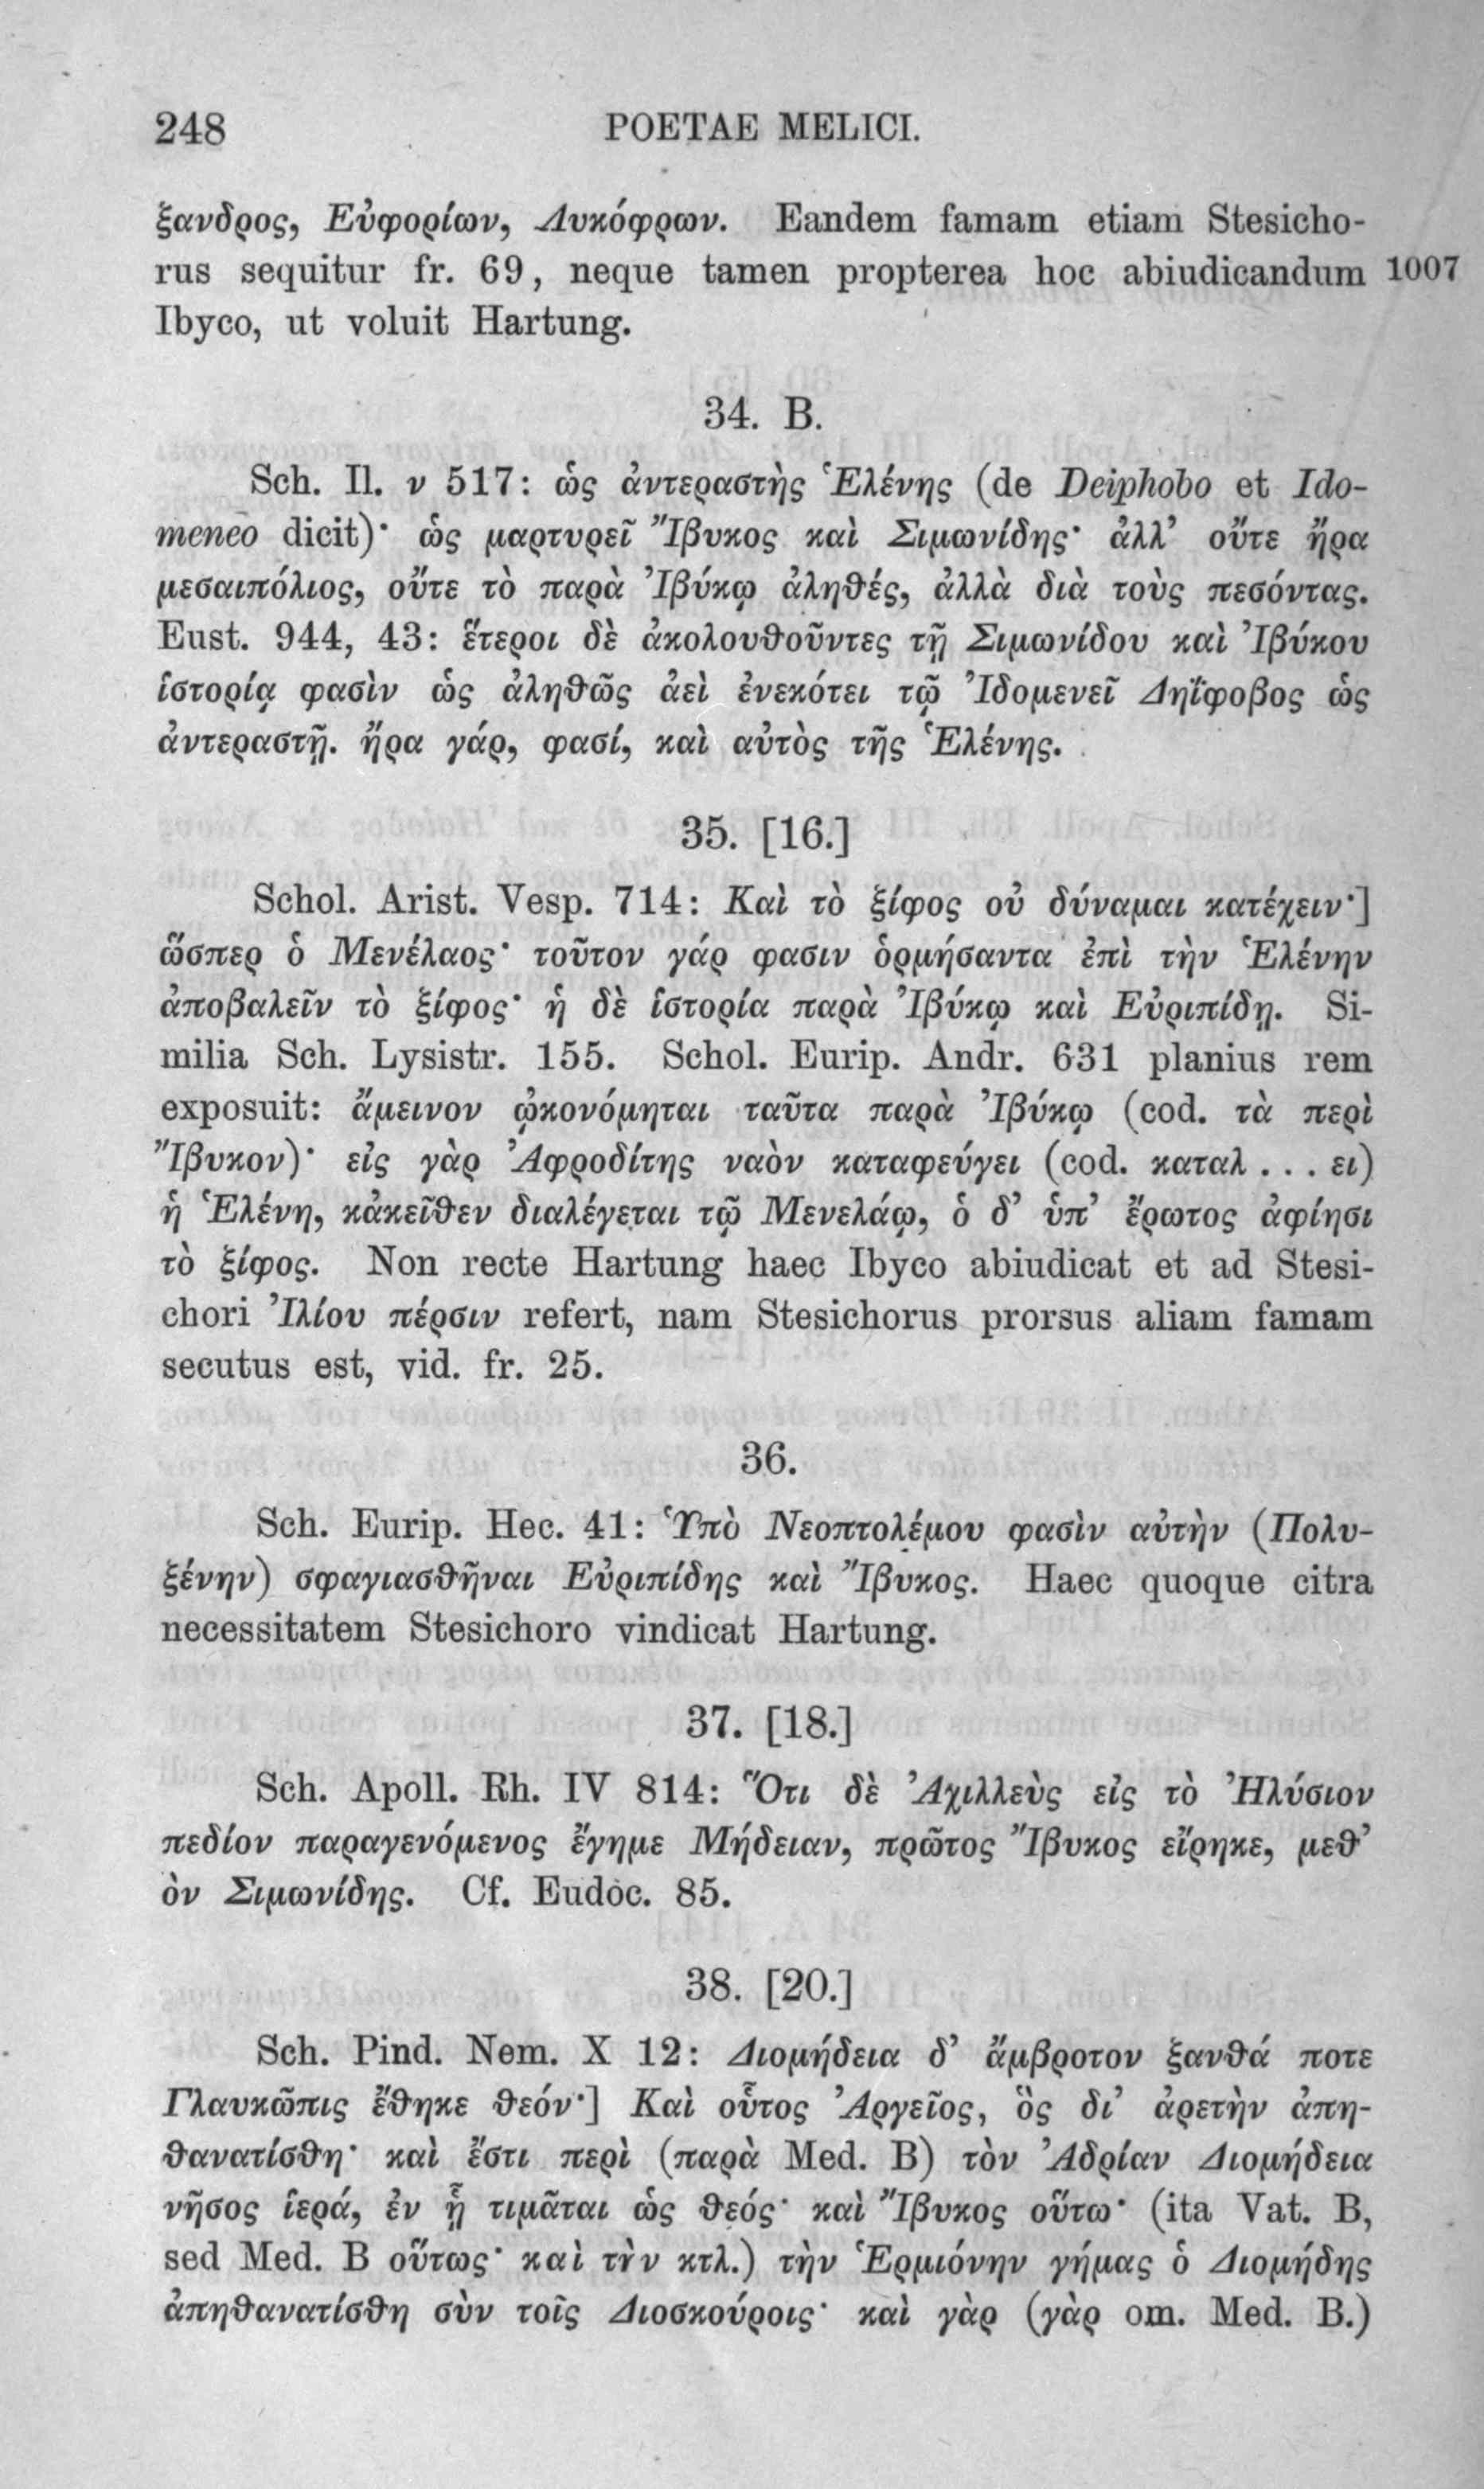 248 POETAE MELICI.
ξανδρος, Εὐφορίων, Λυκόφρων. Eandem famam etiam Stesicho-
rus sequitur fr. 69, neque tamen propterea hoc abiudicandum 1007
Ibyco, ut voluit Hartung.
34. B.
Sch. Il. ν 517: ὡς ἀντεραστὴς Ἑλένης (de Deiphobo et Ido-
meneo dicit)· ὡς μαρτυρεῖ Ἴβυκος καὶ Σιμωνίδης· ἀλλ’ οὔτε ἤρα
μεσαιπόλιος, οὔτε τὸ παρὰ Ἰβύκῳ ἀληθές, ἀλλὰ διὰ τοὺς πεσόντας.
Eust. 944, 43: ἕτεροι δὲ ἀκολουθοῦντες τῇ Σιμωνίδου καὶ Ἰβύκου
ἱστορίᾳ φασὶν ὡς ἀληθῶς ἀεὶ ἐνεκότει τῷ Ἰδομενεῖ Δηΐφοβος ὡς
ἀντεραστῇ. ἤρα γάρ, φασί, καὶ αὐτὸς τῆς Ἑλένης.
35. [16.]
Schol. Arist. Vesp. 714: Καὶ τὸ ξίφος οὐ δύναμαι κατέχειν·]
ὥσπερ ὁ Μενέλαος· τοῦτον γάρ φασιν ὁρμήσαντα ἐπὶ τὴν Ἑλένην
ἀποβαλεῖν τὸ ξίφος· ἡ δὲ ἱστορία παρὰ Ἰβύκῳ καὶ Εὐριπίδῃ. Si-
milia Sch. Lysistr. 155. Schol. Eurip. Andr. 631 planius rem
exposuit: ἄμεινον ᾠκονόμηται ταῦτα παρὰ Ἰβύκῳ (cod. τὰ περὶ
Ἴβυκον)· εἰς γὰρ Ἀφροδίτης ναὸν καταφεύγει (cod. καταλ . . . ει)
ἡ Ἑλένη, κἀκεῖθεν διαλέγεται τῷ Μενελάῳ, ὁ δ’ ὑπ’ ἔρωτος ἀφίησι
τὸ ξίφος. Non recte Hartung haec Ibyco abiudicat et ad Stesi-
chori Ἰλίου πέρσιν refert, nam Stesichorus prorsus aliam famam
secutus est, vid. fr. 25.
36.
Sch. Eurip. Hec. 41: Ὑπὸ Νεοπτολέμου φασὶν αὐτὴν (Πολυ-
ξένην) σφαγιασθῆναι Εὐριπίδης καὶ Ἴβυκος. Haec quoque citra
necessitatem Stesichoro vindicat Hartung.
37. [18.]
Sch. Apoll. Rh. IV 814: Ὅτι δὲ Ἀχιλλεὺς εἰς τὸ Ἠλύσιον
πεδίον παραγενόμενος ἔγημε Μήδειαν, πρῶτος Ἴβυκος εἴρηκε, μεθ’
ὃν Σιμωνίδης. Cf. Eudoc. 85.
38. [20.]
Sch. Pind. Nem. X 12: Διομήδεια δ’ ἄμβροτον ξανθά ποτε
Γλαυκῶπις ἔθηκε θεόν·] Καὶ οὗτος Ἀργεῖος, ὃς δι’ ἀρετὴν ἀπη-
θανατίσθη· καὶ ἔστι περὶ (παρὰ Med. B) τὸν Ἀδρίαν Διομήδεια
νῆσος ἱερά, ἐν ᾗ τιμᾶται ὡς θεός· καὶ Ἴβυκος οὕτω· (ita Vat. B,
sed Med. B οὕτως· καὶ τὴν κτλ.) τὴν Ἑρμιόνην γήμας ὁ Διομήδης
ἀπηθανατίσθη σὺν τοῖς Διοσκούροις· καὶ γὰρ (γὰρ om. Med. B.)